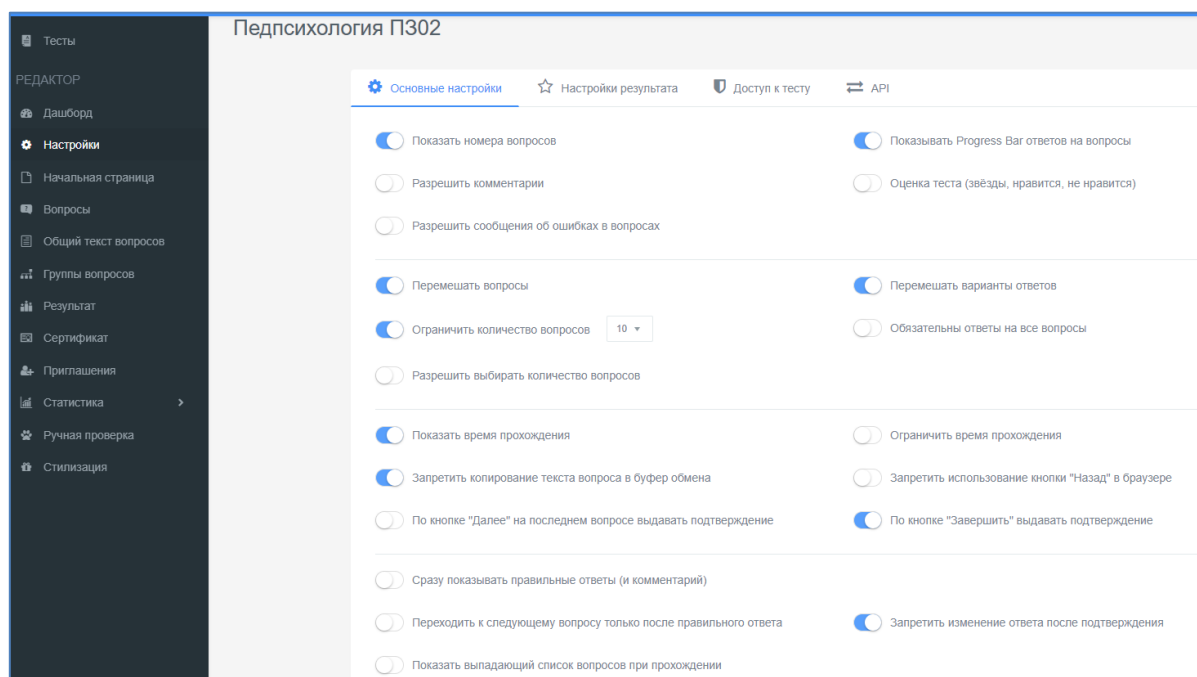 Педпсихология ПЗ02
Тесты
РЕДАКТОР
Дашборд
Настройки
Начальная страница
Вопросы
Общий текст вопросов
Группы вопросов
Результат
Сертификат
Приглашения
Статистика
Ручная проверка
Стилизация
Основные настройки Настройки результата Доступ к тесту API
Показать номера вопросов Показывать Progress Bar ответов на вопросы
Разрешить комментарии Оценка теста (звёзды, нравится, не нравится)
Разрешить сообщения об ошибках в вопросах
Перемешать вопросы Перемешать варианты ответов
Ограничить количество вопросов 10 Обязательны ответы на все вопросы
Разрешить выбирать количество вопросов
Показать время прохождения Ограничить время прохождения
Запретить копирование текста вопроса в буфер обмена Запретить использование кнопки "Назад" в браузере
По кнопке "Далее" на последнем вопросе выдавать подтверждение По кнопке "Завершить" выдавать подтверждение
Сразу показывать правильные ответы (и комментарий)
Переходить к следующему вопросу только после правильного ответа Запретить изменение ответа после подтверждения
Показать выпадающий список вопросов при прохождении